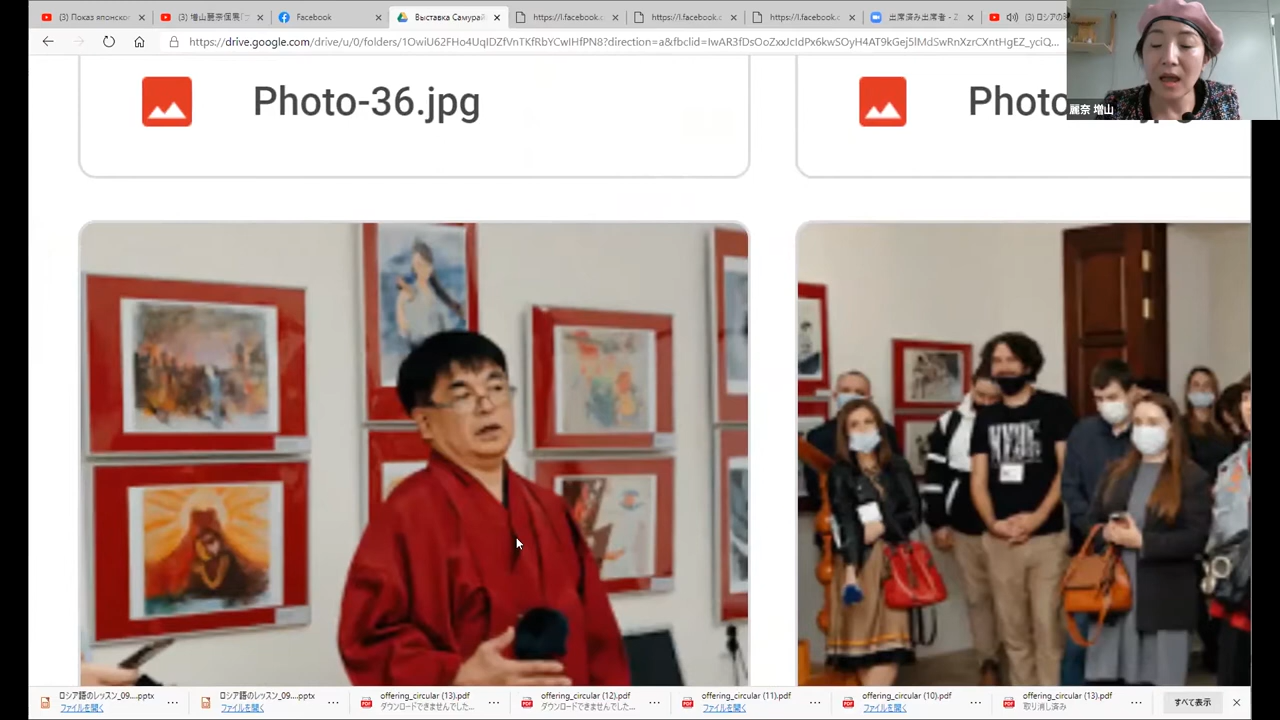 (3) Показ японског
(3) 増山麗奈個展「ブ
Facebook
Выставка Самурай
https://l.facebook.c
https://l.facebook.c
https://l.facebook.c
出席済み出席者 - Z
(3) ロシアの
https://drive.google.com/drive/u/0/folders/1OwiU62FHo4UqIDZfVnTKfRbYCwIHfPN8?direction=a&fbclid=IwAR3fDsOoZxxJcIdPx6kwSOyH4AT9kGej5lMdSwRnXzrCXntHgEZ_yciQ...
麗奈 増山
Photo-36.jpg
Photo
ロシア語のレッスン_09....pptx
ファイルを開く
ロシア語のレッスン_09....pptx
ファイルを開く
offering_circular (13).pdf
ダウンロードできませんでした...
offering_circular (12).pdf
ダウンロードできませんでした...
offering_circular (11).pdf
ファイルを開く
offering_circular (10).pdf
ファイルを開く
offering_circular (13).pdf
取り消し済み
すべて表示